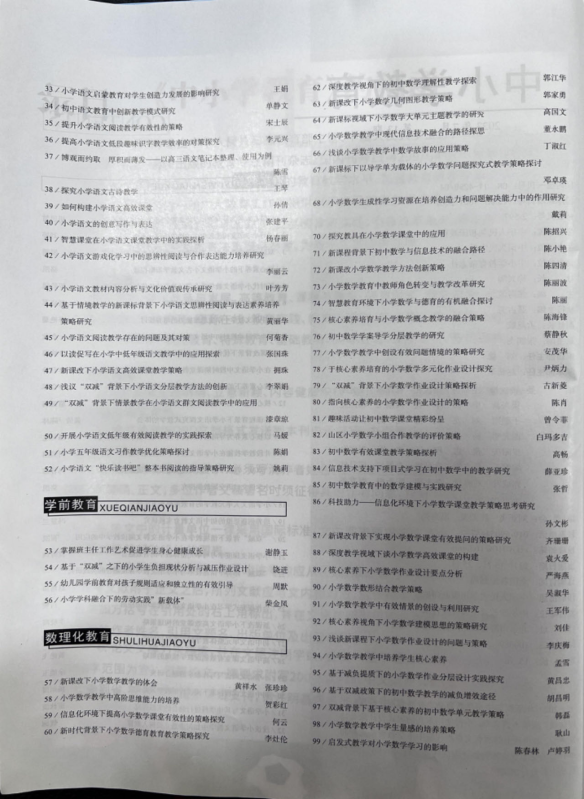 33 / 小学语文启蒙教育对学生创造力发展的影响研究 王娟
34 / 初中语文教育中创新教学模式研究 单静文
35 / 提升小学语文阅读教学有效性的策略 宋士辰
36 / 提高小学语文低段趣味识字教学效率的对策探究 李元兴
37 / 博观而约取 厚积而薄发——以高三语文笔记本整理、使用为例
陈雪
38 / 探究小学语文古诗教学 王琴
39 / 如何构建小学语文高效课堂 孙倩
40 / 小学语文的创意写作与表达 张建平
41 / 智慧课堂在小学语文课堂教学中的实践探析 杨春丽
42 / 小学语文游戏化学习中的思辨性阅读与合作表达能力培养研究
李丽云
43 / 小学语文教材内容分析与文化价值观传承研究 叶芳芳
44 / 基于情境教学的新课标背景下小学语文思辨性阅读与表达素养培养
策略研究 黄丽华
45 / 小学语文阅读教学存在的问题及其对策 何菊香
46 / 以读促写在小学中低年级语文教学中的应用探索 张国珠
47 / 新课改下小学语文高效课堂教学策略 拥珠
48 / 浅议“双减”背景下小学语文分层教学方法的创新 李翠娟
49 / “双减”背景下情景教学在小学语文群文阅读教学中的应用
漆章琼
50 / 开展小学语文低年级有效阅读教学的实践探索 马媛
51 / 小学五年级语文习作教学优化策略探讨 陈娟
52 / 小学语文“快乐读书吧”整本书阅读的指导策略研究 姚莉
学前教育 XUEQIANJIAOYU
53 / 掌握班主任工作艺术促进学生身心健康成长 谢静玉
54 / 基于“双减”之下的小学生负担现状分析与减压作业设计 饶进
55 / 幼儿园学前教育对孩子规则适应和独立性的有效引导 周默
56 / 小学学科融合下的劳动实践“新载体” 柴金凤
数理化教育 SHULIHUAJIAOYU
57 / 新课改下小学数学教学的体会 黄祥水 张珍珍
58 / 小学数学教学中高阶思维能力的培养 贺彩红
59 / 信息化环境下提高小学数学课堂有效性的策略探究 何云
60 / 新时代背景下小学数学德育教育教学策略探究 李灶伦
62 / 深度教学视角下的初中数学理解性教学探索 郭江华
63 / 新课改下小学数学几何图形教学策略 郭家勇
64 / 新课标视域下小学数学大单元主题教学的研究 高国文
65 / 小学数学教学中现代信息技术融合的路径探思 董永鹏
66 / 浅谈小学数学教学中数学故事的应用策略 丁淑红
67 / 新课标下以导学单为载体的小学数学问题探究式教学策略探讨
邓卓瑛
68 / 小学数学生成性学习资源在培养创造力和问题解决能力中的作用研究
戴莉
70 / 探究教具在小学数学课堂中的应用 陈绍兴
71 / 新课程背景下初中数学与信息技术的融合路径 陈小艳
72 / 新课改小学数学教学方法创新策略 陈四清
73 / 小学数学教育中教师角色转变与教学改革研究 陈丽波
74 / 智慧教育环境下小学数学与德育的有机融合探讨 陈丽
75 / 核心素养培育与小学数学概念教学的融合策略 陈海锋
76 / 初中数学学案导学分层教学的研究 蔡静秋
77 / 小学数学教学中创设有效问题情境的策略研究 安茂华
78 / 于核心素养培育的小学数学多元化作业设计探究 尹炳力
79 / “双减”背景下小学数学作业设计策略探析 古新蔓
80 / 指向核心素养的小学数学作业设计的策略 陈肖
81 / 趣味活动让初中数学课堂精彩纷呈 曾令菲
82 / 山区小学数学小组合作教学的评价策略 白玛多吉
83 / 初中数学有效课堂教学策略探析 高杨
84 / 信息技术支持下项目式学习在初中数学中的教学研究 薛亚珍
85 / 初中数学教育中的数学建模与实践研究 张哲
86 / 科技助力——信息化环境下小学数学课堂教学策略思考研究
孙文彬
87 / 新课改背景下实现小学数学课堂有效提问的策略研究 齐珊珊
88 / 深度教学视域下谈小学数学高效课堂的构建 袁大爱
89 / 核心素养下小学数学作业设计要点分析 严海燕
90 / 小学数学数形结合教学策略 吴淑华
91 / 小学数学教学中有效情景的创设与利用研究 王军伟
92 / 核心素养视角下小学数学建模思想的策略研究 刘佳
93 / 浅谈新课程下小学数学作业设计的问题与策略 李庆梅
94 / 小学数学教学中培养学生核心素养 孟雪
95 / 基于减负提质下的小学数学作业分层设计实践探究 黄昌忠
96 / 基于双减政策下的初中数学教学的减负增效途径 胡昌明
97 / 双减背景下基于核心素养的初中数学单元教学策略 韩磊
98 / 小学数学教学中学生量感的培养策略 耿山
99 / 启发式教学对小学数学学习的影响 陈春林 卢婷羽